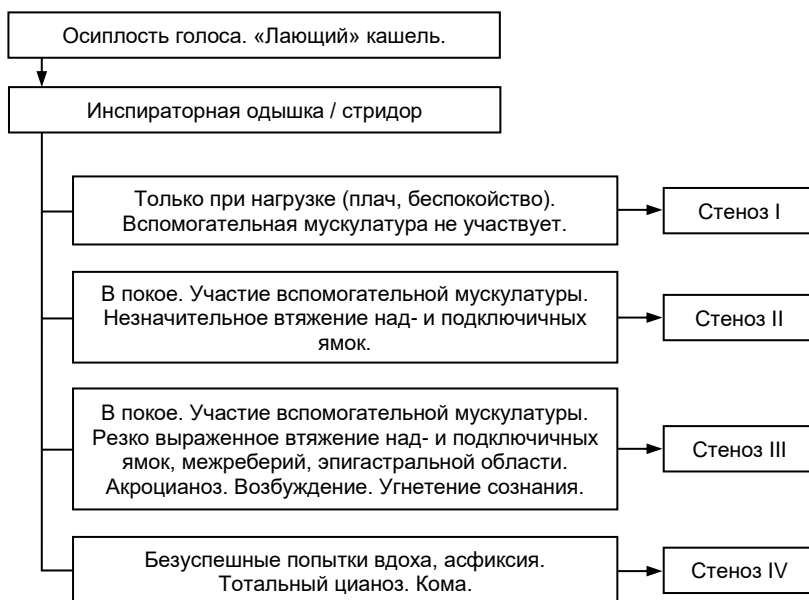 Осиплость голоса. «Лающий» кашель.
Инспираторная одышка / стридор
Только при нагрузке (плач, беспокойство).
Вспомогательная мускулатура не участвует.
Стеноз I
В покое. Участие вспомогательной мускулатуры.
Незначительное втяжение над- и подключичных
ямок.
Стеноз II
В покое. Участие вспомогательной мускулатуры.
Резко выраженное втяжение над- и подключичных
ямок, межреберий, эпигастральной области.
Акроцианоз. Возбуждение. Угнетение сознания.
Стеноз III
Безуспешные попытки вдоха, асфиксия.
Тотальный цианоз. Кома.
Стеноз IV